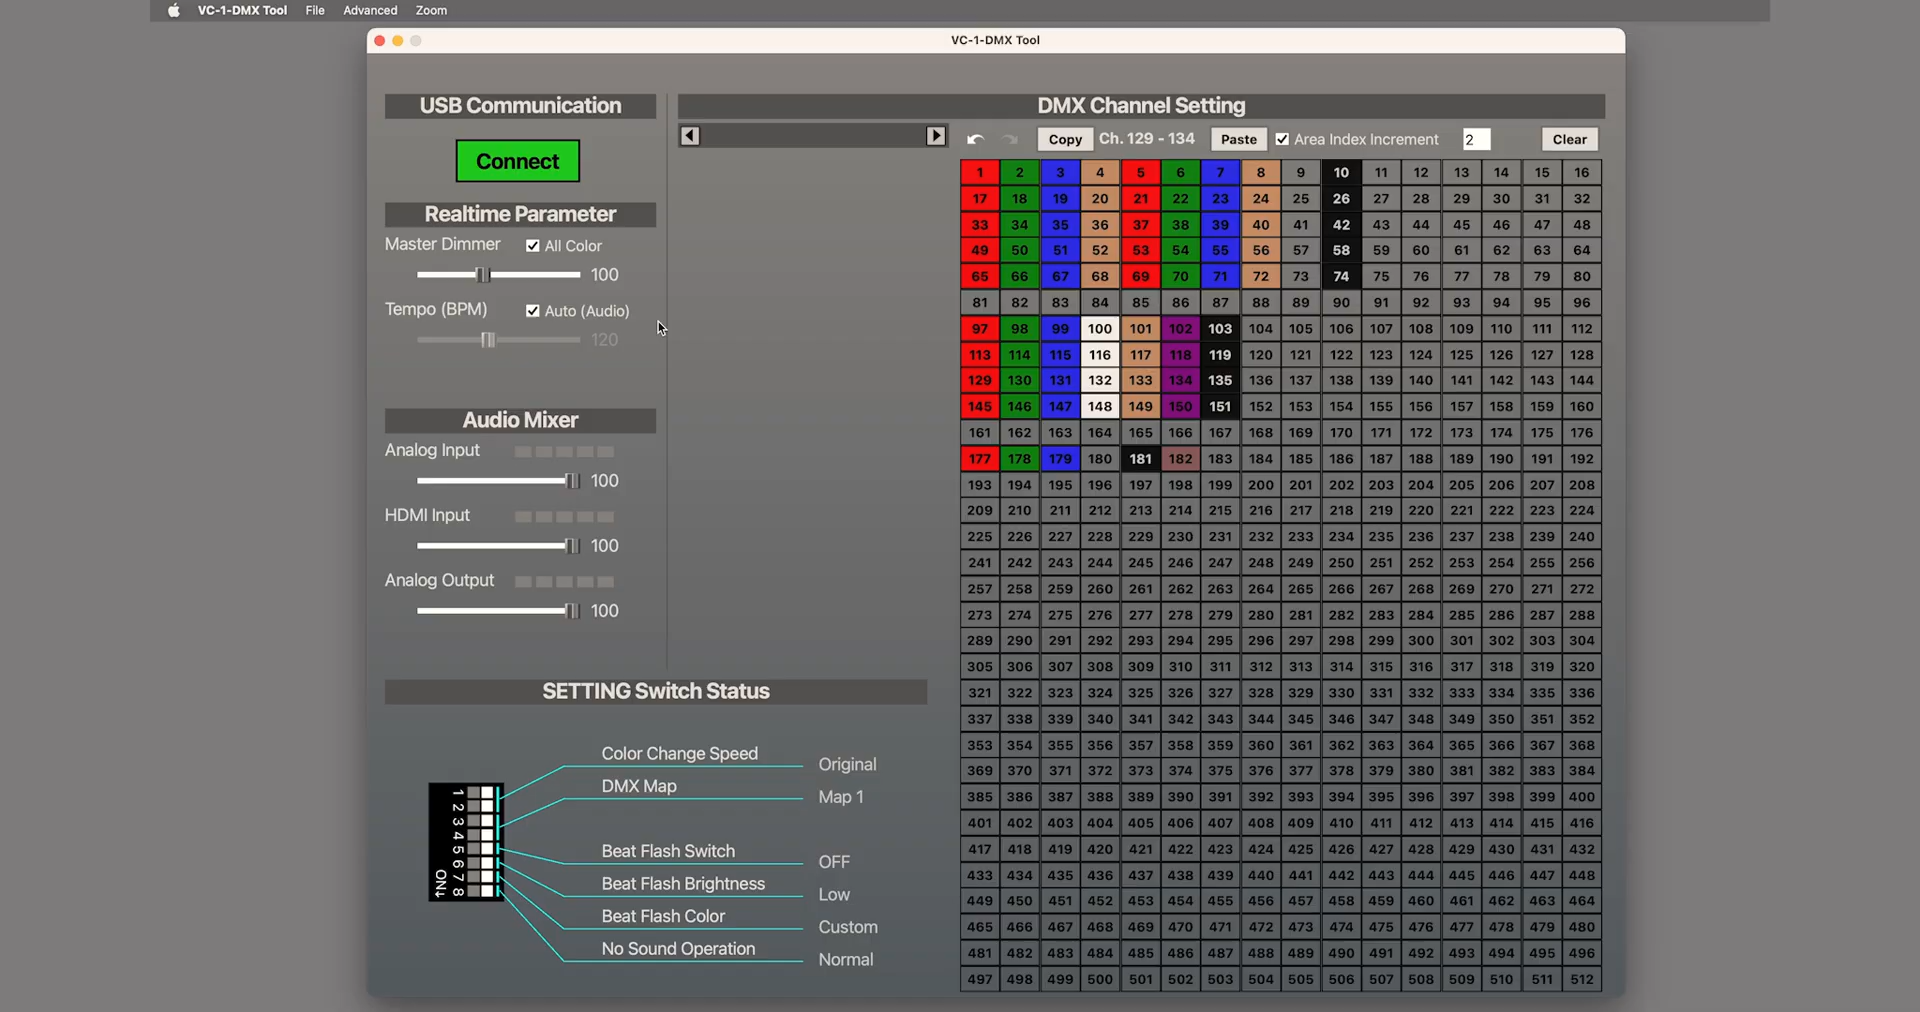 VC-1-DMX Tool File Advanced Zoom
VC-1-DMX Tool
USB Communication
Connect
Realtime Parameter
Master Dimmer All Color
100
Tempo (BPM) Auto (Audio)
120
Audio Mixer
Analog Input
100
HDMI Input
100
Analog Output
100
SETTING Switch Status
Color Change Speed Original
DMX Map Map 1
Beat Flash Switch OFF
Beat Flash Brightness Low
Beat Flash Color Custom
No Sound Operation Normal
1 2 3 4 5 6 7 8
ON↓
DMX Channel Setting
Copy Ch. 129 - 134 Paste Area Index Increment 2 Clear
1 2 3 4 5 6 7 8 9 10 11 12 13 14 15 16
17 18 19 20 21 22 23 24 25 26 27 28 29 30 31 32
33 34 35 36 37 38 39 40 41 42 43 44 45 46 47 48
49 50 51 52 53 54 55 56 57 58 59 60 61 62 63 64
65 66 67 68 69 70 71 72 73 74 75 76 77 78 79 80
81 82 83 84 85 86 87 88 89 90 91 92 93 94 95 96
97 98 99 100 101 102 103 104 105 106 107 108 109 110 111 112
113 114 115 116 117 118 119 120 121 122 123 124 125 126 127 128
129 130 131 132 133 134 135 136 137 138 139 140 141 142 143 144
145 146 147 148 149 150 151 152 153 154 155 156 157 158 159 160
161 162 163 164 165 166 167 168 169 170 171 172 173 174 175 176
177 178 179 180 181 182 183 184 185 186 187 188 189 190 191 192
193 194 195 196 197 198 199 200 201 202 203 204 205 206 207 208
209 210 211 212 213 214 215 216 217 218 219 220 221 222 223 224
225 226 227 228 229 230 231 232 233 234 235 236 237 238 239 240
241 242 243 244 245 246 247 248 249 250 251 252 253 254 255 256
257 258 259 260 261 262 263 264 265 266 267 268 269 270 271 272
273 274 275 276 277 278 279 280 281 282 283 284 285 286 287 288
289 290 291 292 293 294 295 296 297 298 299 300 301 302 303 304
305 306 307 308 309 310 311 312 313 314 315 316 317 318 319 320
321 322 323 324 325 326 327 328 329 330 331 332 333 334 335 336
337 338 339 340 341 342 343 344 345 346 347 348 349 350 351 352
353 354 355 356 357 358 359 360 361 362 363 364 365 366 367 368
369 370 371 372 373 374 375 376 377 378 379 380 381 382 383 384
385 386 387 388 389 390 391 392 393 394 395 396 397 398 399 400
401 402 403 404 405 406 407 408 409 410 411 412 413 414 415 416
417 418 419 420 421 422 423 424 425 426 427 428 429 430 431 432
433 434 435 436 437 438 439 440 441 442 443 444 445 446 447 448
449 450 451 452 453 454 455 456 457 458 459 460 461 462 463 464
465 466 467 468 469 470 471 472 473 474 475 476 477 478 479 480
481 482 483 484 485 486 487 488 489 490 491 492 493 494 495 496
497 498 499 500 501 502 503 504 505 506 507 508 509 510 511 512